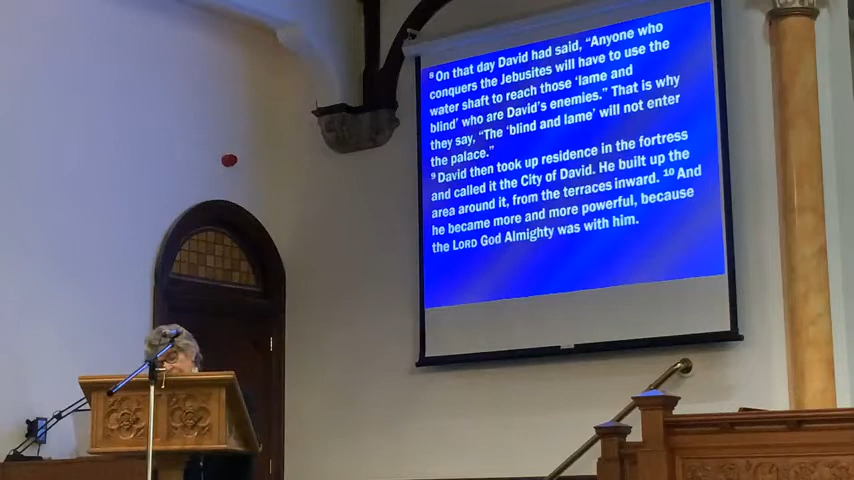 8 On that day David had said, “Anyone who
conquers the Jebusites will have to use the
water shaft to reach those ‘lame and
blind’ who are David’s enemies.” That is why
they say, “The ‘blind and lame’ will not enter
the palace.”
9 David then took up residence in the fortress
and called it the City of David. He built up the
area around it, from the terraces inward. 10 And
he became more and more powerful, because
the LORD God Almighty was with him.